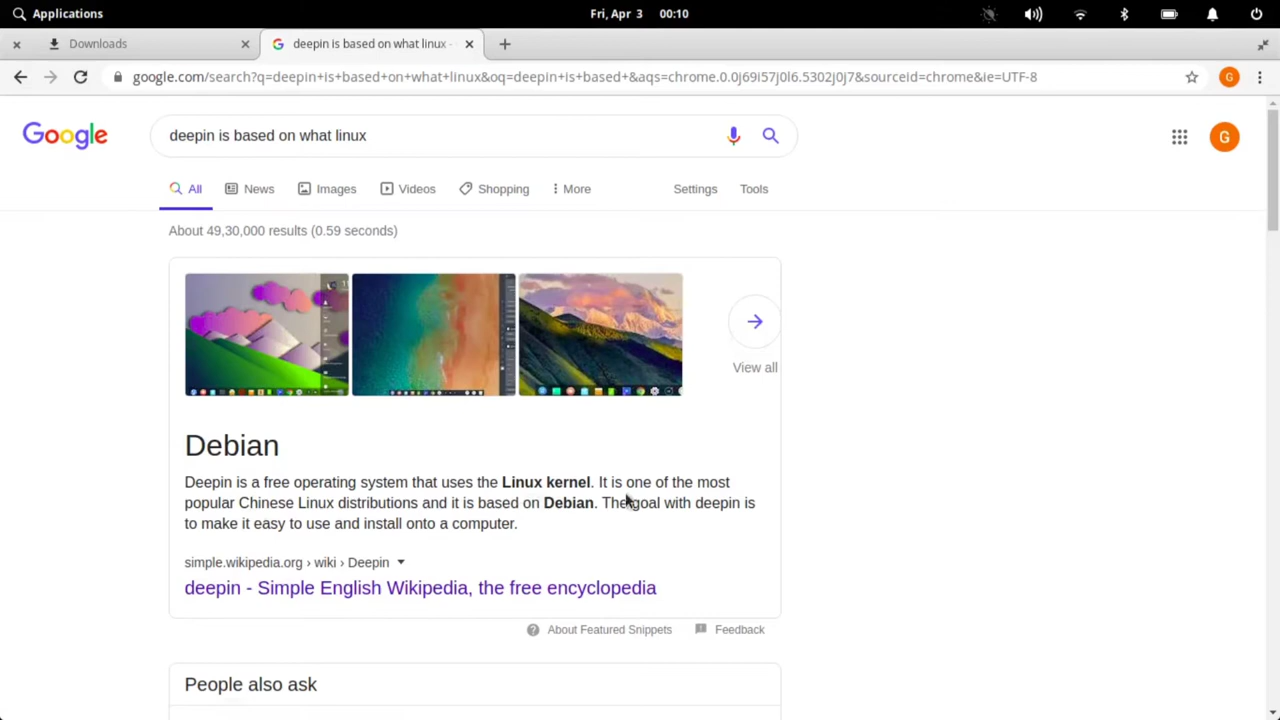 Applications
Fri, Apr 3 00:10
Downloads
deepin is based on what linux -
google.com/search?q=deepin+is+based+on+what+linux&oq=deepin+is+based+&aqs=chrome.0.0j69i57j0l6.5302j0j7&sourceid=chrome&ie=UTF-8
G
Google
deepin is based on what linux
G
All
News
Images
Videos
Shopping
More
Settings
Tools
About 49,30,000 results (0.59 seconds)
View all
Debian
Deepin is a free operating system that uses the Linux kernel. It is one of the most
popular Chinese Linux distributions and it is based on Debian. The goal with deepin is
to make it easy to use and install onto a computer.
simple.wikipedia.org › wiki › Deepin
deepin - Simple English Wikipedia, the free encyclopedia
About Featured Snippets
Feedback
People also ask